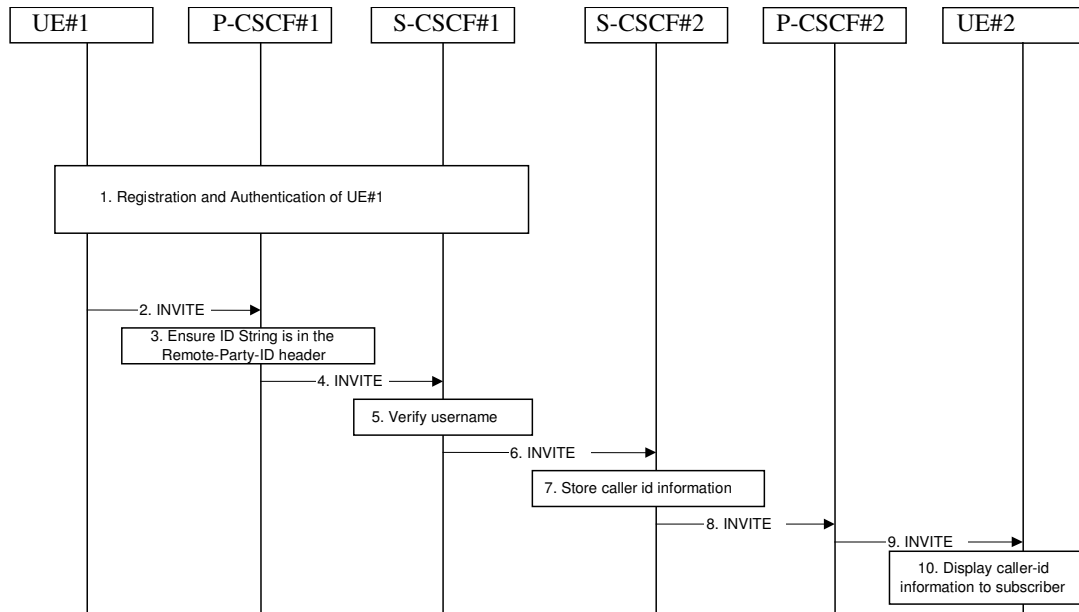 UE#1
P-CSCF#1
S-CSCF#1
S-CSCF#2
P-CSCF#2
UE#2
1. Registration and Authentication of UE#1
2. INVITE
3. Ensure ID String is in the
Remote-Party-ID header
4. INVITE
5. Verify username
6. INVITE
7. Store caller id information
8. INVITE
9. INVITE
10. Display caller-id
information to subscriber